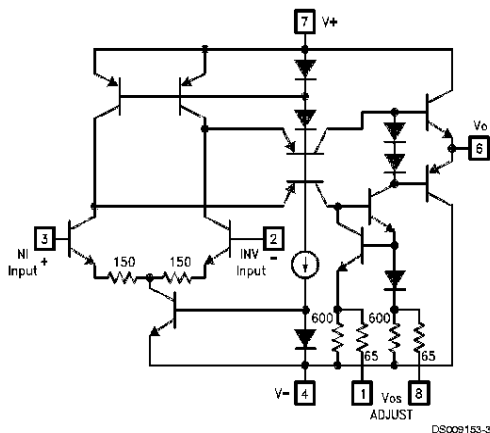 7 V+
Vo
6
3
2
150 150
NI
Input +
INV
Input -
600
600
65
65
V- 4
1 Vos 8
ADJUST
DS009153-3